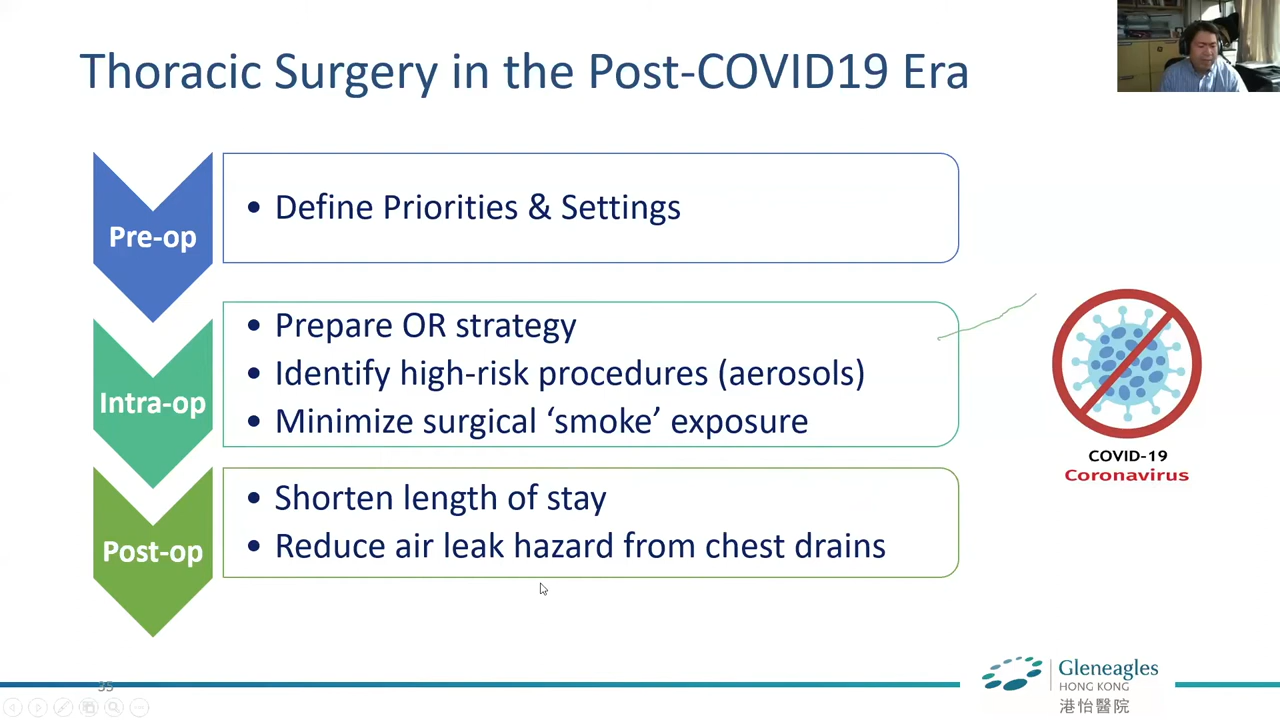 Thoracic Surgery in the Post-COVID19 Era
Pre-op
• Define Priorities & Settings
Intra-op
• Prepare OR strategy
• Identify high-risk procedures (aerosols)
• Minimize surgical ‘smoke’ exposure
COVID-19
Coronavirus
Post-op
• Shorten length of stay
• Reduce air leak hazard from chest drains
35
Gleneagles
HONG KONG
港怡醫院